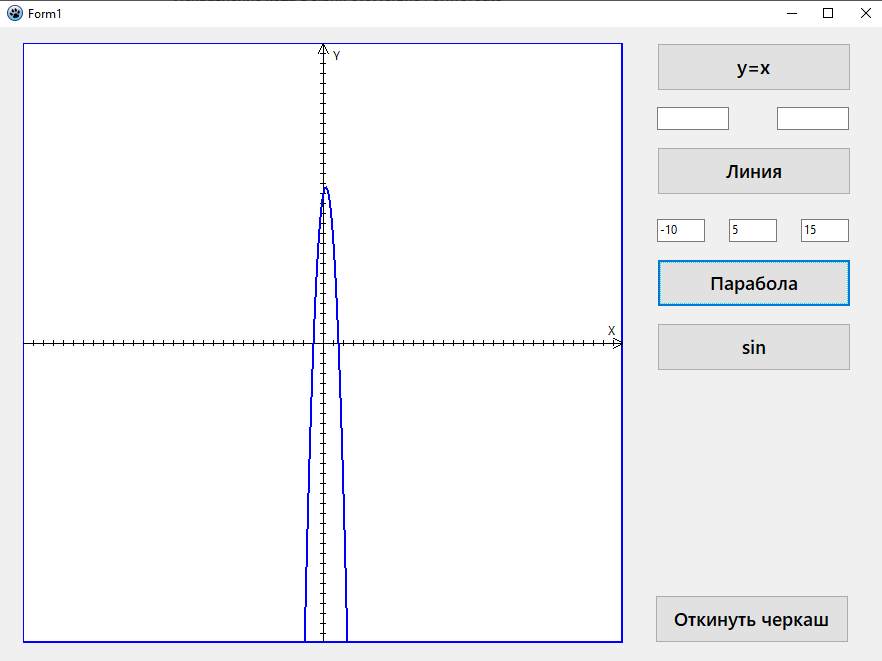 Form1
Y
y=x
Линия
-10 5 15
Парабола
X
sin
Откинуть черкаш